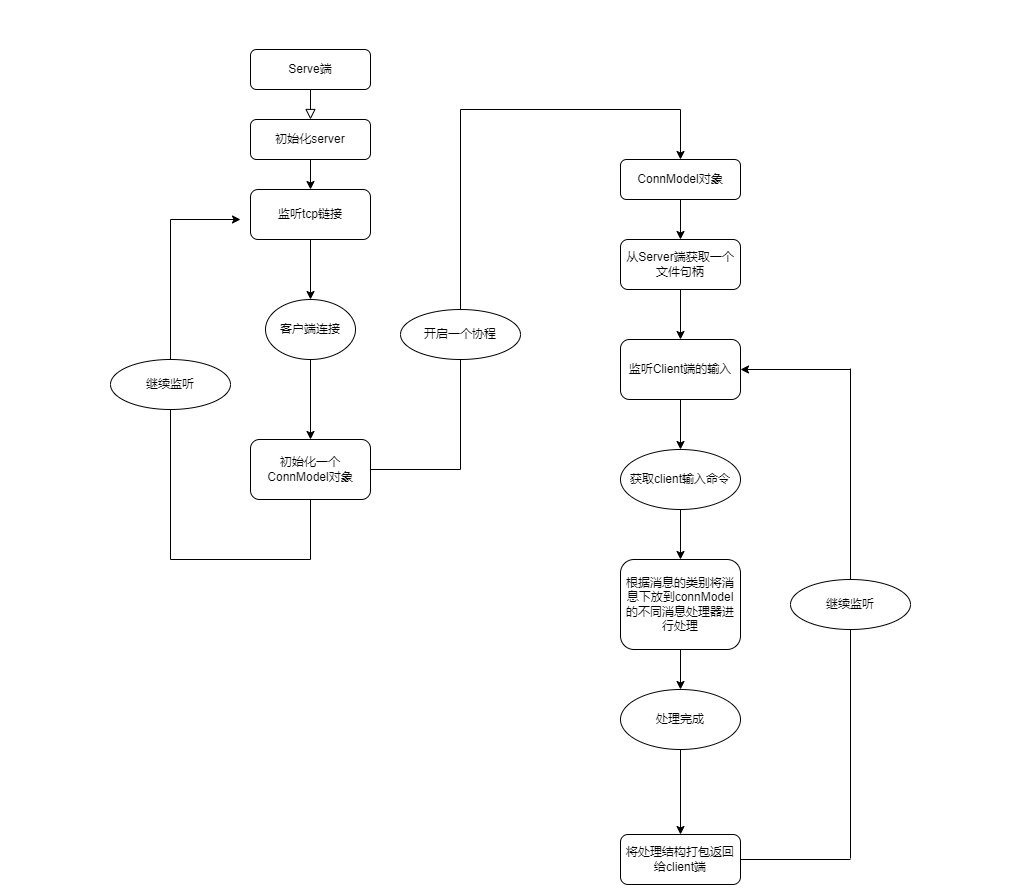 Serve端
初始化server
监听tcp链接
客户端连接
继续监听
初始化一个
ConnModel对象
开启一个协程
ConnModel对象
从Server端获取一个
文件句柄
监听Client端的输入
获取client输入命令
根据消息的类别将消
息下放到connModel
的不同消息处理器进
行处理
继续监听
处理完成
将处理结构打包返回
给client端